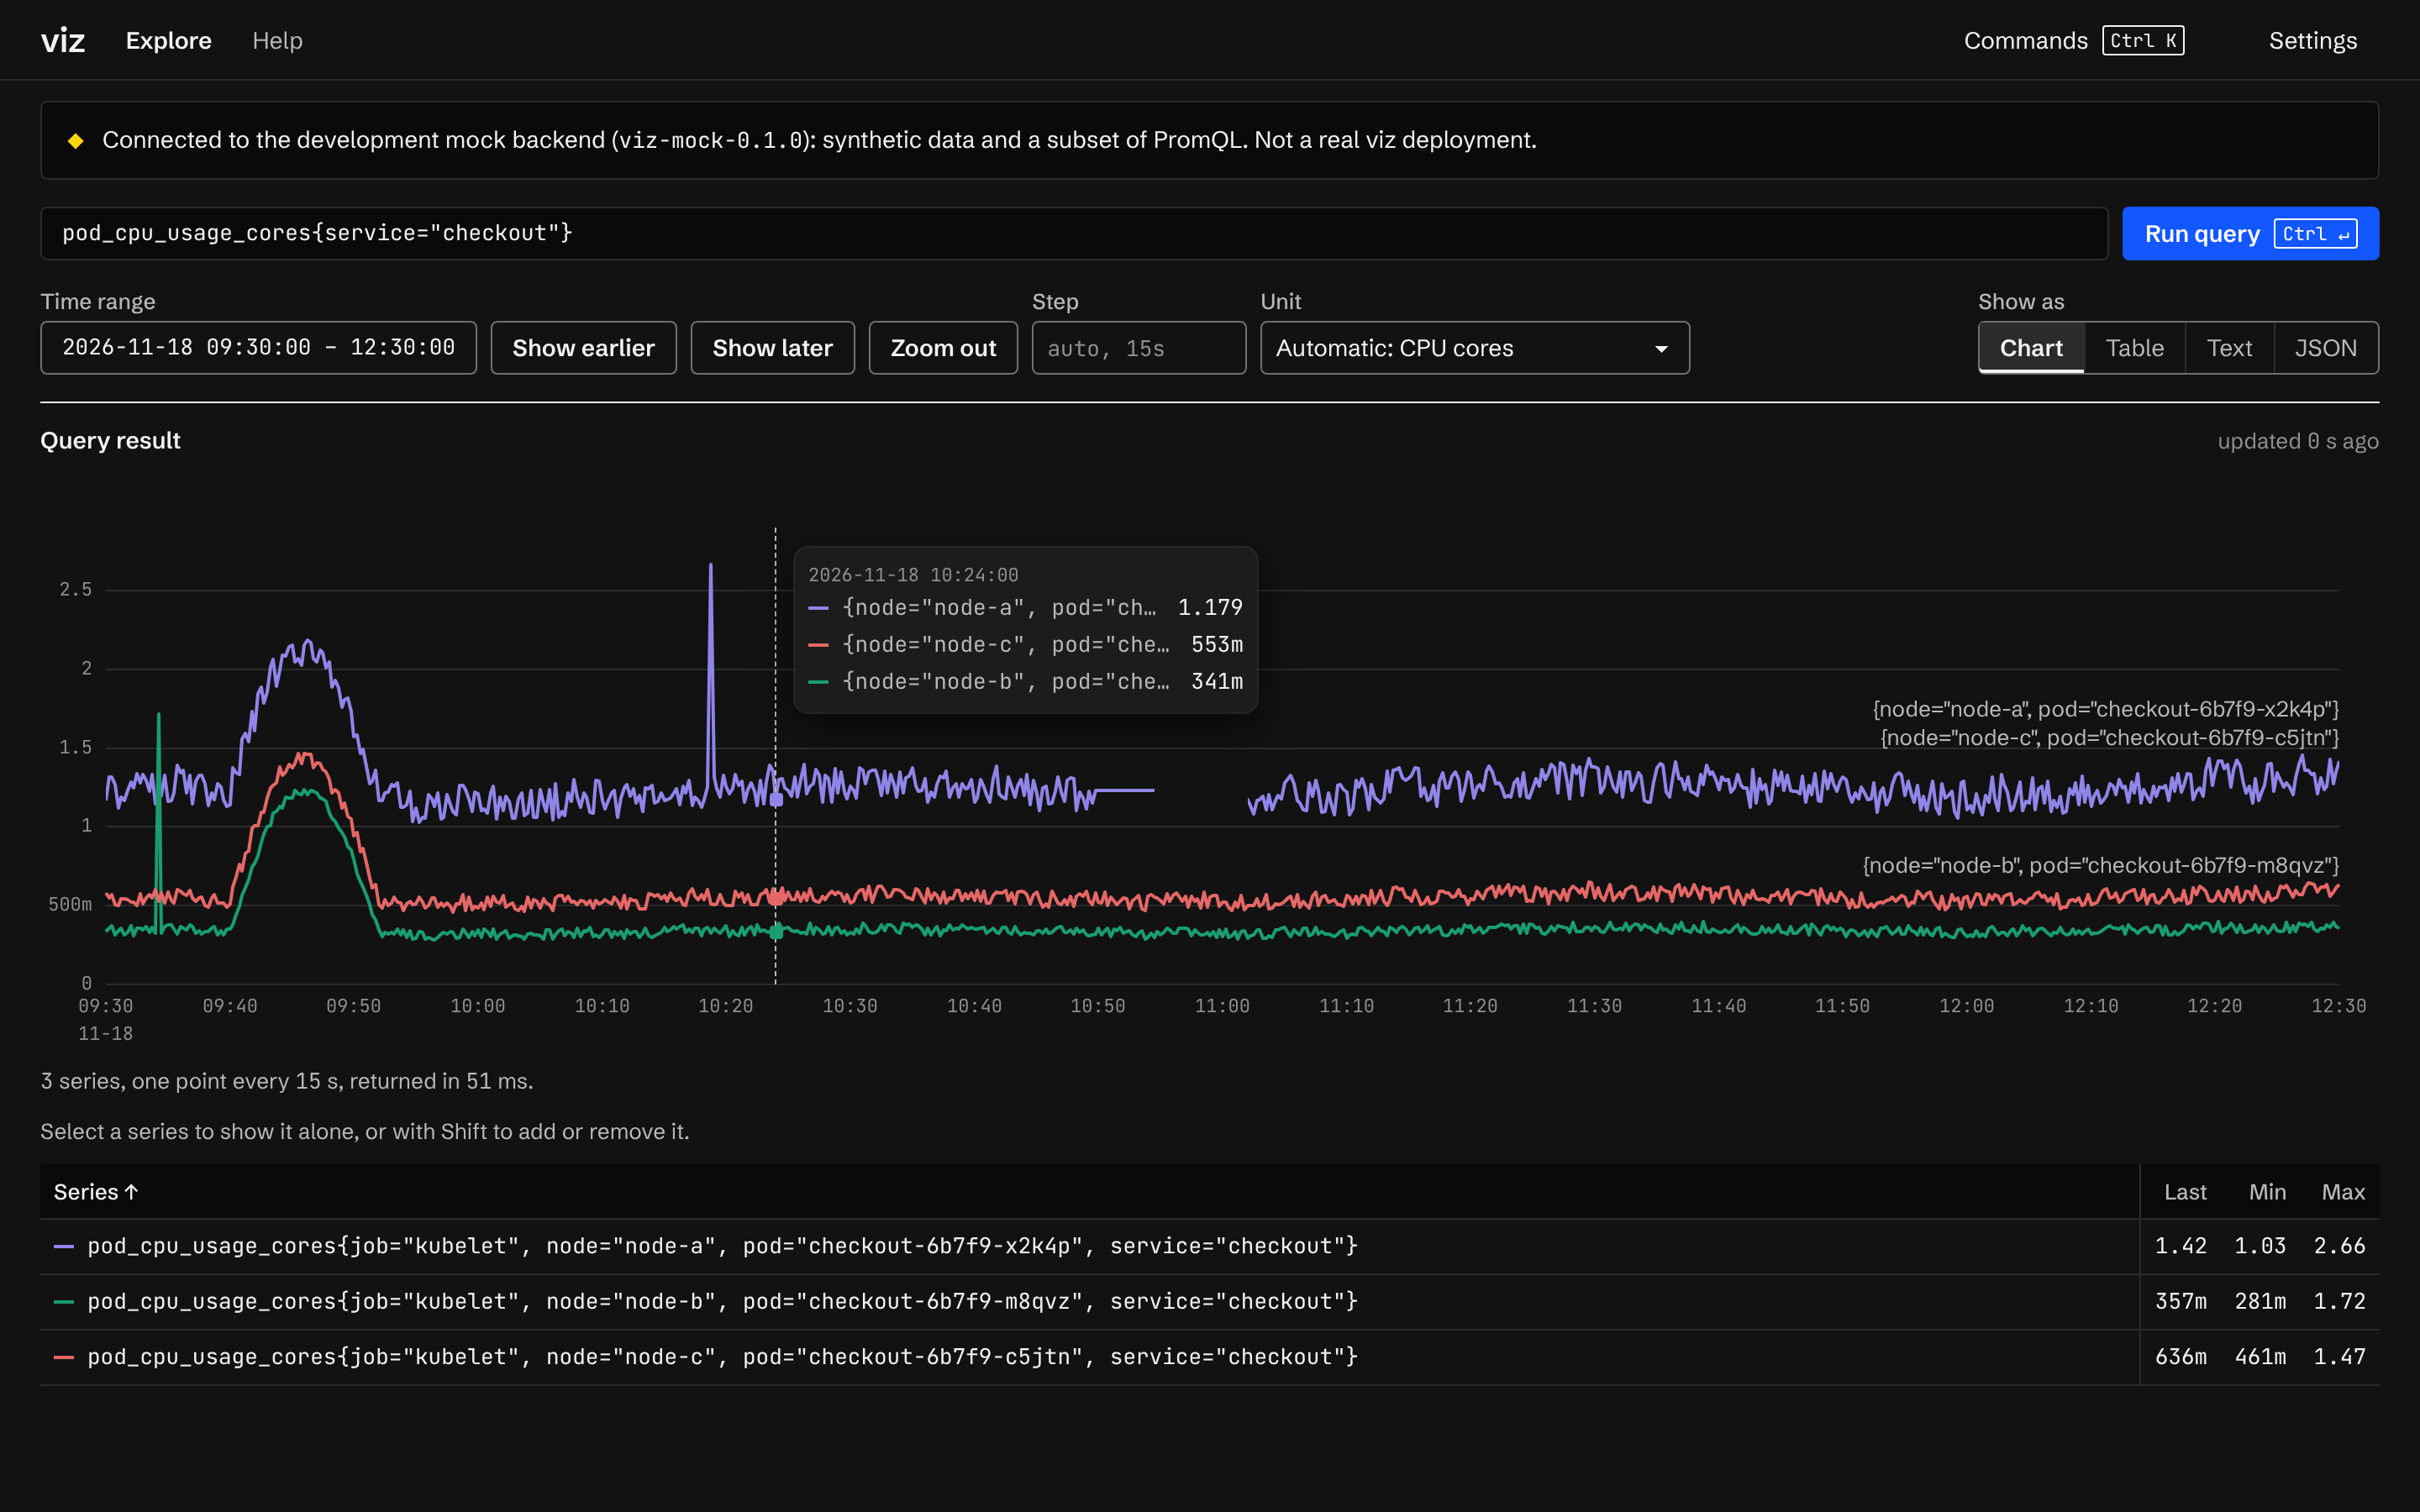 viz Explore Help Commands Ctrl K Settings
Connected to the development mock backend (viz-mock-0.1.0): synthetic data and a subset of PromQL. Not a real viz deployment.
pod_cpu_usage_cores{service="checkout"} Run query Ctrl ↵
Time range Step Unit Show as
2026-11-18 09:30:00 – 12:30:00 Show earlier Show later Zoom out auto, 15s Automatic: CPU cores Chart Table Text JSON
Query result updated 0 s ago
2026-11-18 10:24:00
{node="node-a", pod="ch… 1.179
{node="node-c", pod="che… 553m
{node="node-b", pod="che… 341m
2.5
2
1.5
1
500m
0
{node="node-a", pod="checkout-6b7f9-x2k4p"}
{node="node-c", pod="checkout-6b7f9-c5jtn"}
{node="node-b", pod="checkout-6b7f9-m8qvz"}
09:30 09:40 09:50 10:00 10:10 10:20 10:30 10:40 10:50 11:00 11:10 11:20 11:30 11:40 11:50 12:00 12:10 12:20 12:30
11-18
3 series, one point every 15 s, returned in 51 ms.
Select a series to show it alone, or with Shift to add or remove it.
Series ↑ Last Min Max
pod_cpu_usage_cores{job="kubelet", node="node-a", pod="checkout-6b7f9-x2k4p", service="checkout"} 1.42 1.03 2.66
pod_cpu_usage_cores{job="kubelet", node="node-b", pod="checkout-6b7f9-m8qvz", service="checkout"} 357m 281m 1.72
pod_cpu_usage_cores{job="kubelet", node="node-c", pod="checkout-6b7f9-c5jtn", service="checkout"} 636m 461m 1.47